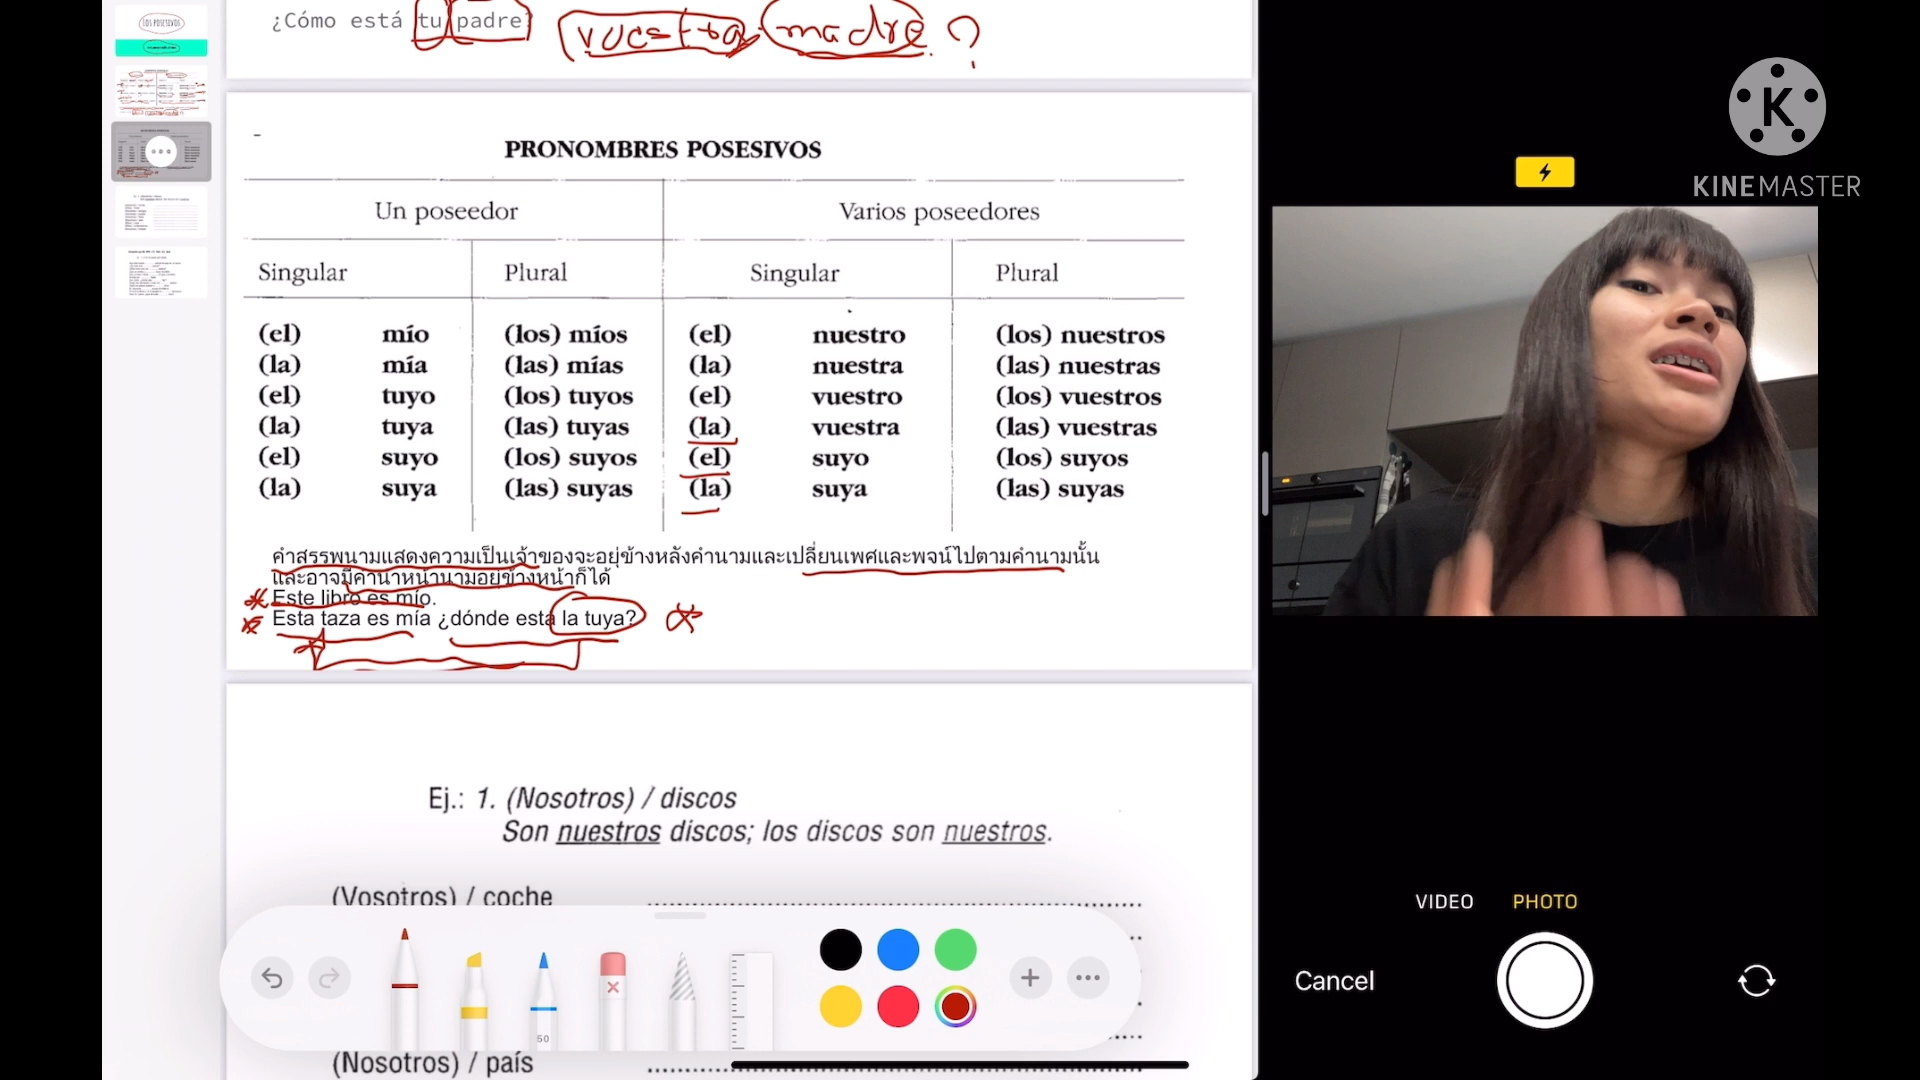 ¿Cómo está tu padre
vuestra madre?
PRONOMBRES POSESIVOS
Un poseedor Varios poseedores
Singular Plural Singular Plural
(el) mío (los) míos (el) nuestro (los) nuestros
(la) mía (las) mías (la) nuestra (las) nuestras
(el) tuyo (los) tuyos (el) vuestro (los) vuestros
(la) tuya (las) tuyas (la) vuestra (las) vuestras
(el) suyo (los) suyos (el) suyo (los) suyos
(la) suya (las) suyas (la) suya (las) suyas
คำสรรพนามแสดงความเป็นเจ้าของจะอยู่ข้างหลังคำนามและเปลี่ยนเพศและพจน์ไปตามคำนามนั้น
และอาจมีคำนำหน้านามอยู่ข้างหน้าก็ได้
Este libro es mío.
Esta taza es mía ¿dónde está la tuya?
Ej.: 1. (Nosotros) / discos
Son nuestros discos; los discos son nuestros.
(Vosotros) / coche
(Nosotros) / país
50
LOS POSESIVOS
K
KINEMASTER
VIDEO PHOTO
Cancel